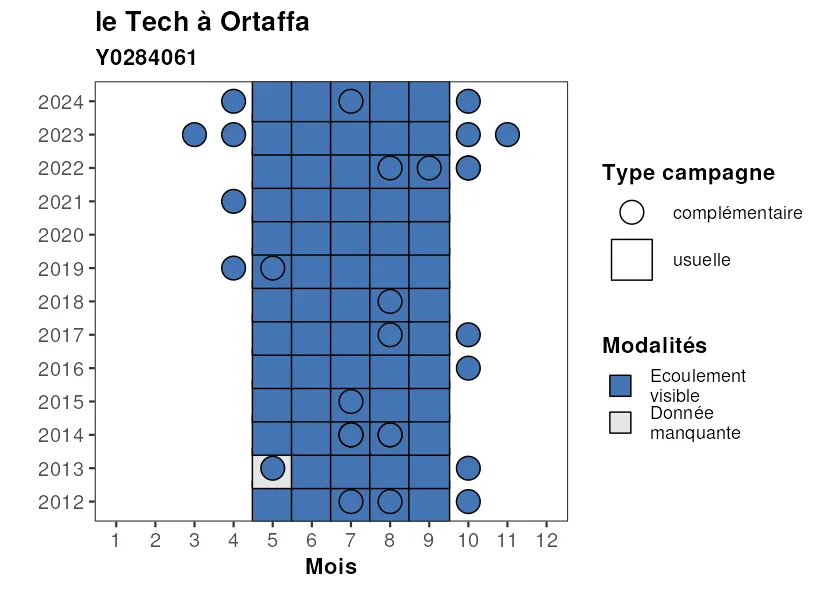 le Tech à Ortaffa
Y0284061
2024
2023
2022
2021
2020
2019
2018
2017
2016
2015
2014
2013
2012
1 2 3 4 5 6 7 8 9 10 11 12
Mois
Type campagne
complémentaire
usuelle
Modalités
Ecoulement
visible
Donnée
manquante